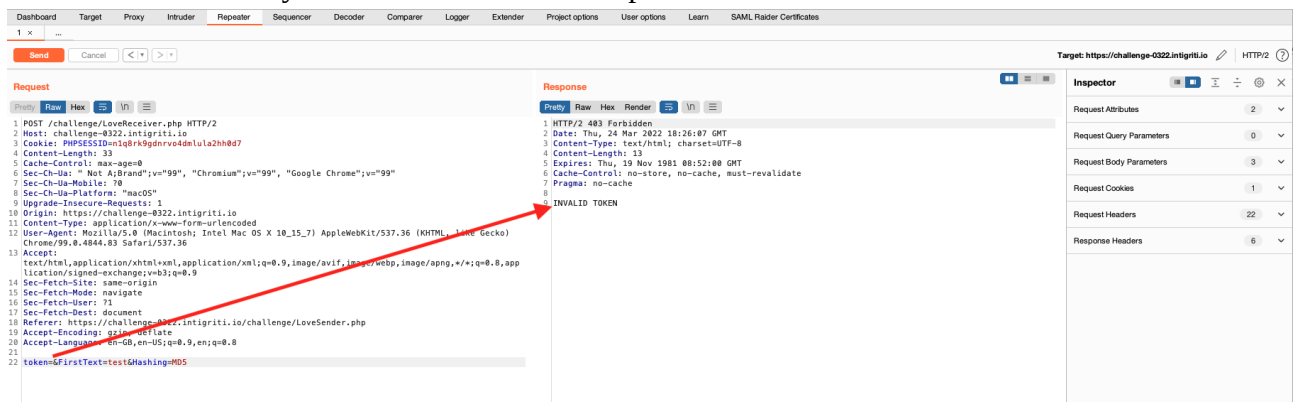 Dashboard Target Proxy Intruder Repeater Sequencer Decoder Comparer Logger Extender Project options User options Learn SAML Raider Certificates
1 × ...
Send Cancel < > Target: https://challenge-0322.intigriti.io HTTP/2
Request
Pretty Raw Hex \n
1 POST /challenge/LoveReceiver.php HTTP/2
2 Host: challenge-0322.intigriti.io
3 Cookie: PHPSESSID=n1q8rk9gdnrvo4dmlula2hh0d7
4 Content-Length: 33
5 Cache-Control: max-age=0
6 Sec-Ch-Ua: " Not A;Brand";v="99", "Chromium";v="99", "Google Chrome";v="99"
7 Sec-Ch-Ua-Mobile: ?0
8 Sec-Ch-Ua-Platform: "macOS"
9 Upgrade-Insecure-Requests: 1
10 Origin: https://challenge-0322.intigriti.io
11 Content-Type: application/x-www-form-urlencoded
12 User-Agent: Mozilla/5.0 (Macintosh; Intel Mac OS X 10_15_7) AppleWebKit/537.36 (KHTML, like Gecko)
Chrome/99.0.4844.83 Safari/537.36
13 Accept:
text/html,application/xhtml+xml,application/xml;q=0.9,image/avif,image/webp,image/apng,*/*;q=0.8,app
lication/signed-exchange;v=b3;q=0.9
14 Sec-Fetch-Site: same-origin
15 Sec-Fetch-Mode: navigate
16 Sec-Fetch-User: ?1
17 Sec-Fetch-Dest: document
18 Referer: https://challenge-0322.intigriti.io/challenge/LoveSender.php
19 Accept-Encoding: gzip, deflate
20 Accept-Language: en-GB,en-US;q=0.9,en;q=0.8
21
22 token=&FirstText=test&Hashing=MD5
Response
Pretty Raw Hex Render \n
1 HTTP/2 403 Forbidden
2 Date: Thu, 24 Mar 2022 18:26:07 GMT
3 Content-Type: text/html; charset=UTF-8
4 Content-Length: 13
5 Expires: Thu, 19 Nov 1981 08:52:00 GMT
6 Cache-Control: no-store, no-cache, must-revalidate
7 Pragma: no-cache
8
9 INVALID TOKEN
Inspector
Request Attributes 2
Request Query Parameters 0
Request Body Parameters 3
Request Cookies 1
Request Headers 22
Response Headers 6